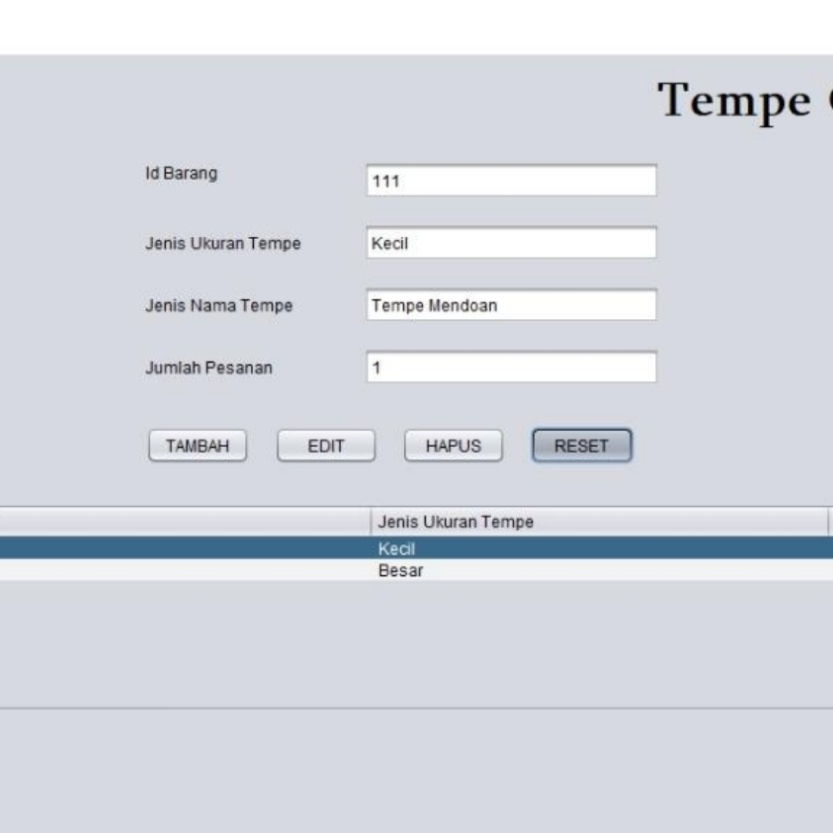 Tempe
Id Barang 111
Jenis Ukuran Tempe Kecil
Jenis Nama Tempe Tempe Mendoan
Jumlah Pesanan 1
TAMBAH EDIT HAPUS RESET
Jenis Ukuran Tempe
Kecil
Besar